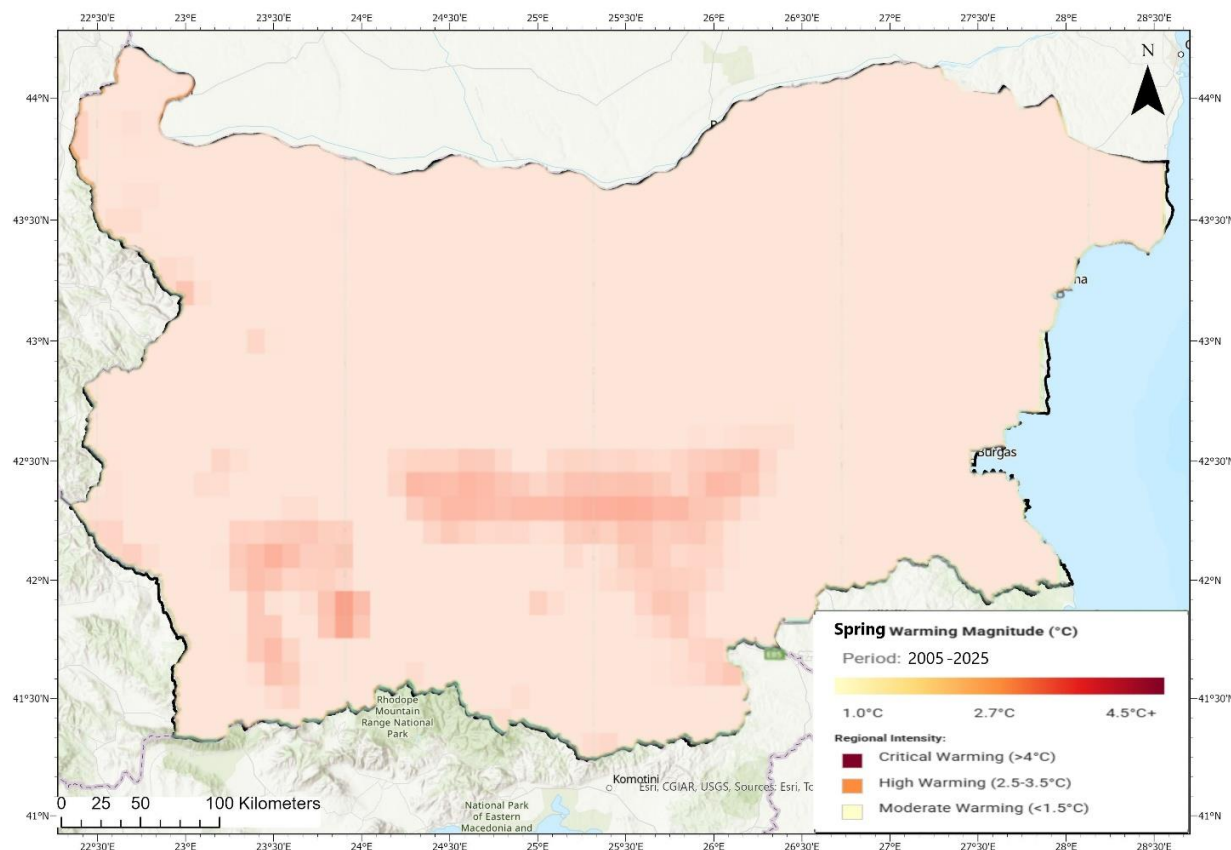 22°30'E 23°E 23°30'E 24°E 24°30'E 25°E 25°30'E 26°E 26°30'E 27°E 27°30'E 28°E 28°30'E
N
44°N 44°N
43°30'N 43°30'N
na
43°N 43°N
42°30'N 42°30'N
Burgas
42°N 42°N
Spring Warming Magnitude (°C)
Period: 2005-2025
1.0°C 2.7°C 4.5°C+
Regional Intensity:
Critical Warming (>4°C)
High Warming (2.5-3.5°C)
Moderate Warming (<1.5°C)
41°30'N 41°30'N
Rhodope
Mountain
Range National
Park
Komotini
Esri, CGIAR, USGS, Sources: Esri, To
0 25 50 100 Kilometers
National Park
of Eastern
Macedonia and
41°N 41°N
22°30'E 23°E 23°30'E 24°E 24°30'E 25°E 25°30'E 26°E 26°30'E 27°E 27°30'E 28°E 28°30'E